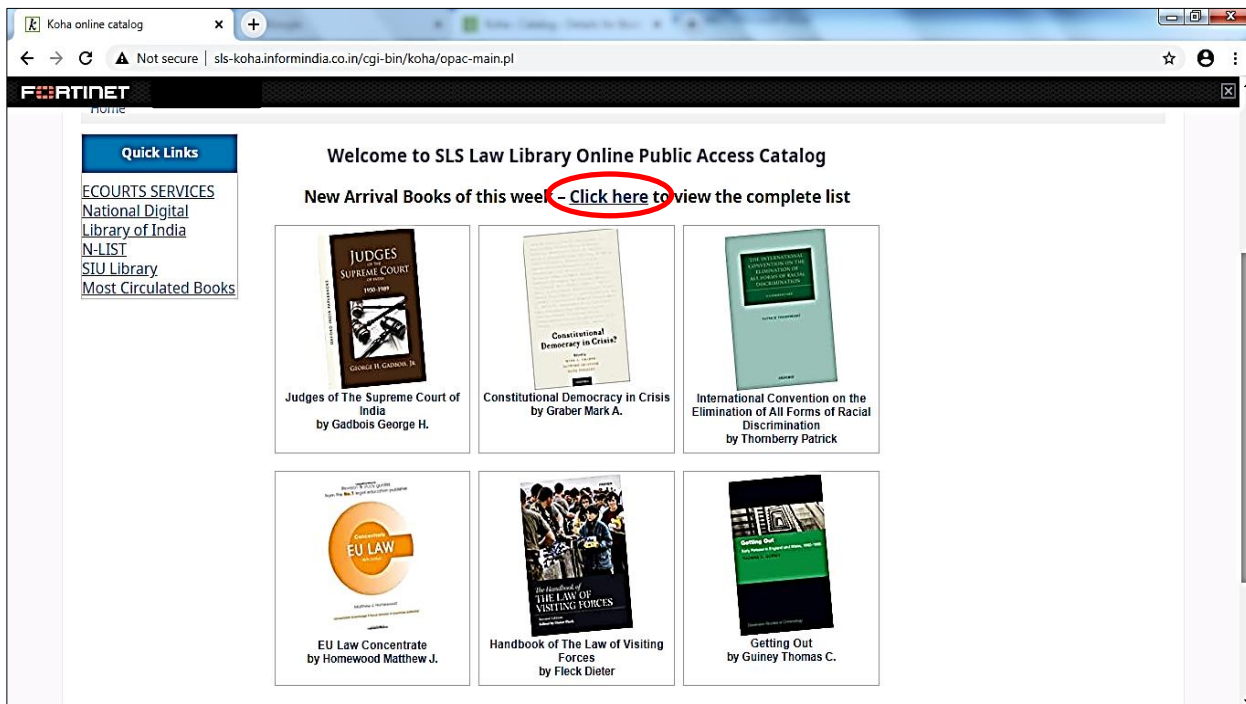 Koha online catalog
Not secure | sls-koha.informindia.co.in/cgi-bin/koha/opac-main.pl
FORTINET
Home
Quick Links
ECOURTS SERVICES
National Digital
Library of India
N-LIST
SIU Library
Most Circulated Books
Welcome to SLS Law Library Online Public Access Catalog
New Arrival Books of this week – Click here to view the complete list
JUDGES
OF THE
SUPREME COURT
OF INDIA
1950-1989
GEORGE H. GADBOIS, JR.
Judges of The Supreme Court of
India
by Gadbois George H.
Constitutional
Democracy in Crisis?
Constitutional Democracy in Crisis
by Graber Mark A.
THE INTERNATIONAL
CONVENTION ON THE
ELIMINATION OF
ALL FORMS OF RACIAL
DISCRIMINATION
International Convention on the
Elimination of All Forms of Racial
Discrimination
by Thornberry Patrick
Concentrate
EU LAW
Matthew J. Homewood
EU Law Concentrate
by Homewood Matthew J.
The Handbook of
THE LAW OF
VISITING FORCES
Handbook of The Law of Visiting
Forces
by Fleck Dieter
Getting Out
Getting Out
by Guiney Thomas C.